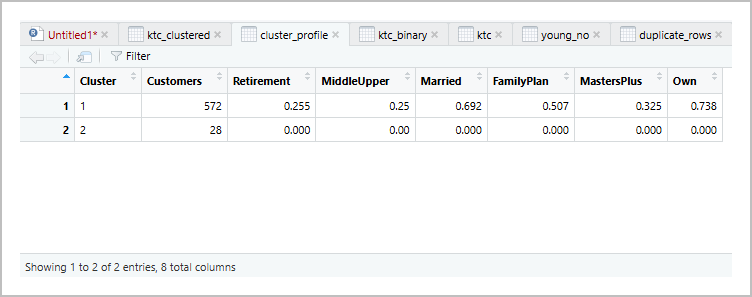 Untitled1* ktc_clustered cluster_profile ktc_binary ktc young_no duplicate_rows
Filter
Cluster Customers Retirement MiddleUpper Married FamilyPlan MastersPlus Own
1 1 572 0.255 0.25 0.692 0.507 0.325 0.738
2 2 28 0.000 0.00 0.000 0.000 0.000 0.000
Showing 1 to 2 of 2 entries, 8 total columns